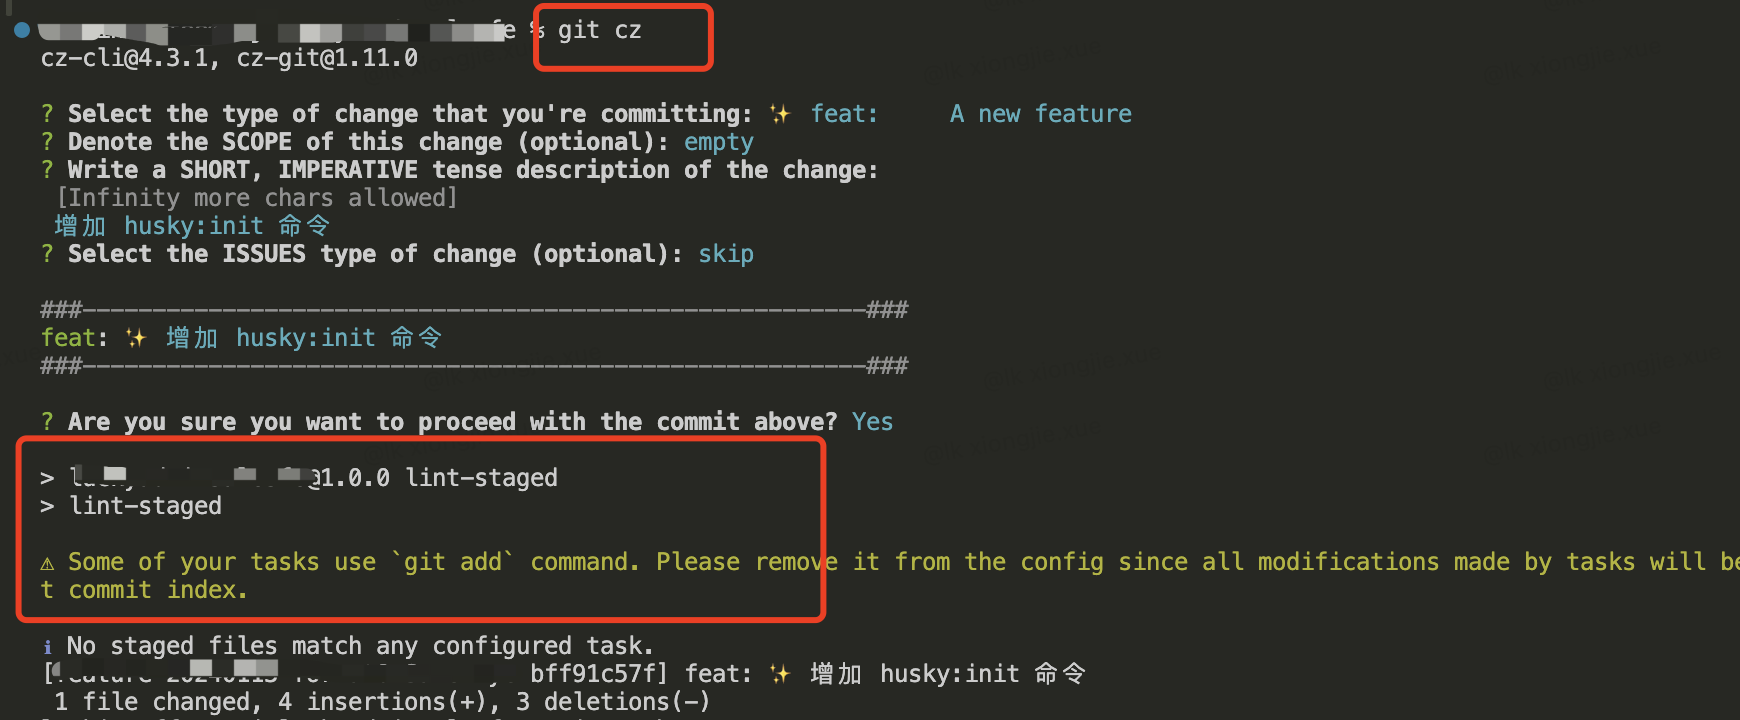 % git cz
cz-cli@4.3.1, cz-git@1.11.0
? Select the type of change that you're committing: ✨ feat: A new feature
? Denote the SCOPE of this change (optional): empty
? Write a SHORT, IMPERATIVE tense description of the change:
[Infinity more chars allowed]
增加 husky:init 命令
? Select the ISSUES type of change (optional): skip
###--------------------------------------------------------###
feat: ✨ 增加 husky:init 命令
###--------------------------------------------------------###
? Are you sure you want to proceed with the commit above? Yes
> @1.0.0 lint-staged
> lint-staged
⚠ Some of your tasks use `git add` command. Please remove it from the config since all modifications made by tasks will be
t commit index.
ℹ No staged files match any configured task.
bff91c57f] feat: ✨ 增加 husky:init 命令
1 file changed, 4 insertions(+), 3 deletions(-)